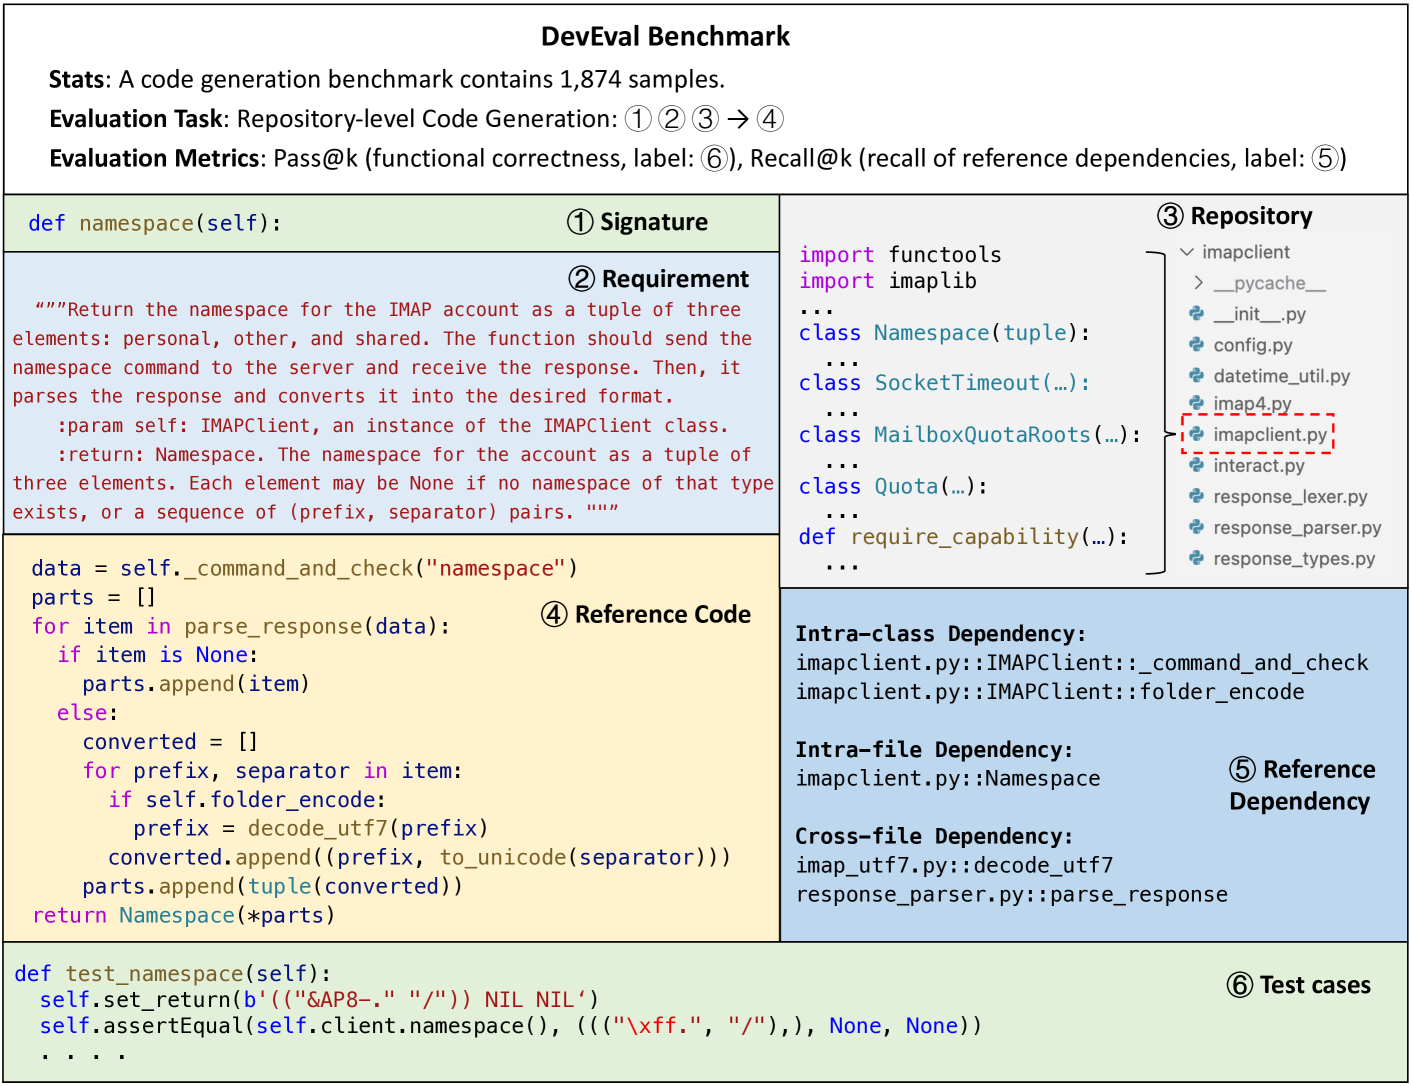 DevEval Benchmark
Stats: A code generation benchmark contains 1,874 samples.
Evaluation Task: Repository-level Code Generation: ① ② ③ → ④
Evaluation Metrics: Pass@k (functional correctness, label: ⑥), Recall@k (recall of reference dependencies, label: ⑤)
def namespace(self):
① Signature
② Requirement
“””Return the namespace for the IMAP account as a tuple of three
elements: personal, other, and shared. The function should send the
namespace command to the server and receive the response. Then, it
parses the response and converts it into the desired format.
:param self: IMAPClient, an instance of the IMAPClient class.
:return: Namespace. The namespace for the account as a tuple of
three elements. Each element may be None if no namespace of that type
exists, or a sequence of (prefix, separator) pairs. ""”
③ Repository
import functools
import imaplib
...
class Namespace(tuple):
...
class SocketTimeout(…):
...
class MailboxQuotaRoots(…):
...
class Quota(…):
...
def require_capability(…):
...
imapclient
__pycache__
__init__.py
config.py
datetime_util.py
imap4.py
imapclient.py
interact.py
response_lexer.py
response_parser.py
response_types.py
④ Reference Code
data = self._command_and_check("namespace")
parts = []
for item in parse_response(data):
if item is None:
parts.append(item)
else:
converted = []
for prefix, separator in item:
if self.folder_encode:
prefix = decode_utf7(prefix)
converted.append((prefix, to_unicode(separator)))
parts.append(tuple(converted))
return Namespace(*parts)
Intra-class Dependency:
imapclient.py::IMAPClient::_command_and_check
imapclient.py::IMAPClient::folder_encode
Intra-file Dependency:
imapclient.py::Namespace
⑤ Reference
Dependency
Cross-file Dependency:
imap_utf7.py::decode_utf7
response_parser.py::parse_response
def test_namespace(self):
self.set_return(b'(("&AP8-." "/")) NIL NIL‘)
self.assertEqual(self.client.namespace(), ((("\xff.", "/"),), None, None))
. . . .
⑥ Test cases